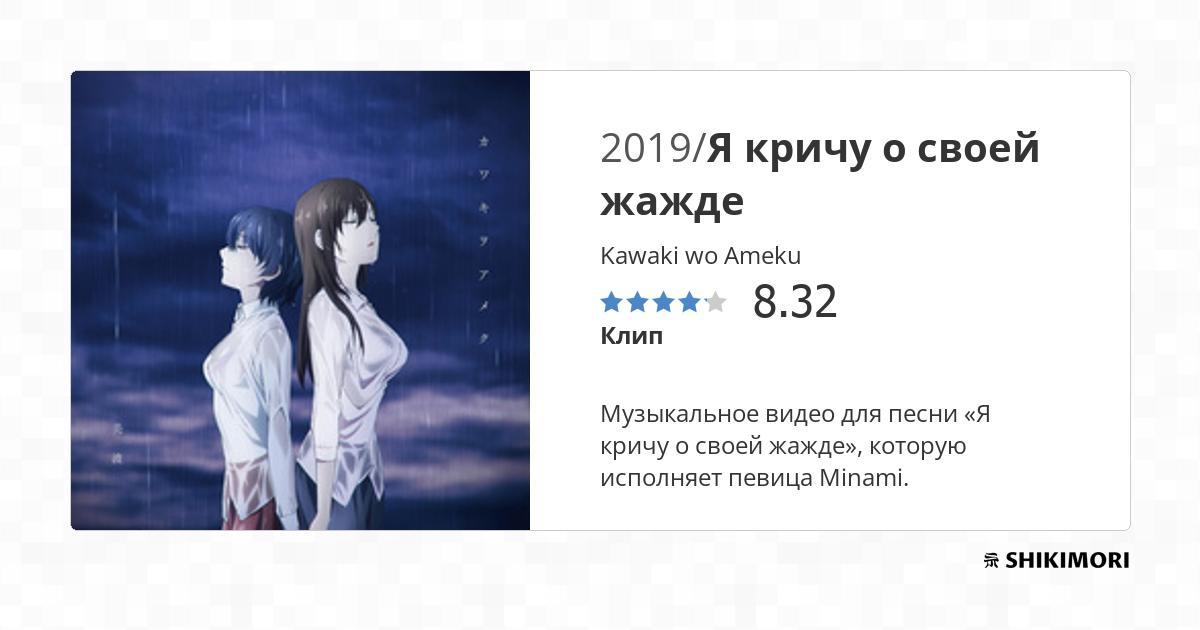 カワキヲアメク
美波
2019/Я кричу о своей
жажде
Kawaki wo Ameku
8.32
Клип
Музыкальное видео для песни «Я
кричу о своей жажде», которую
исполняет певица Minami.
SHIKIMORI